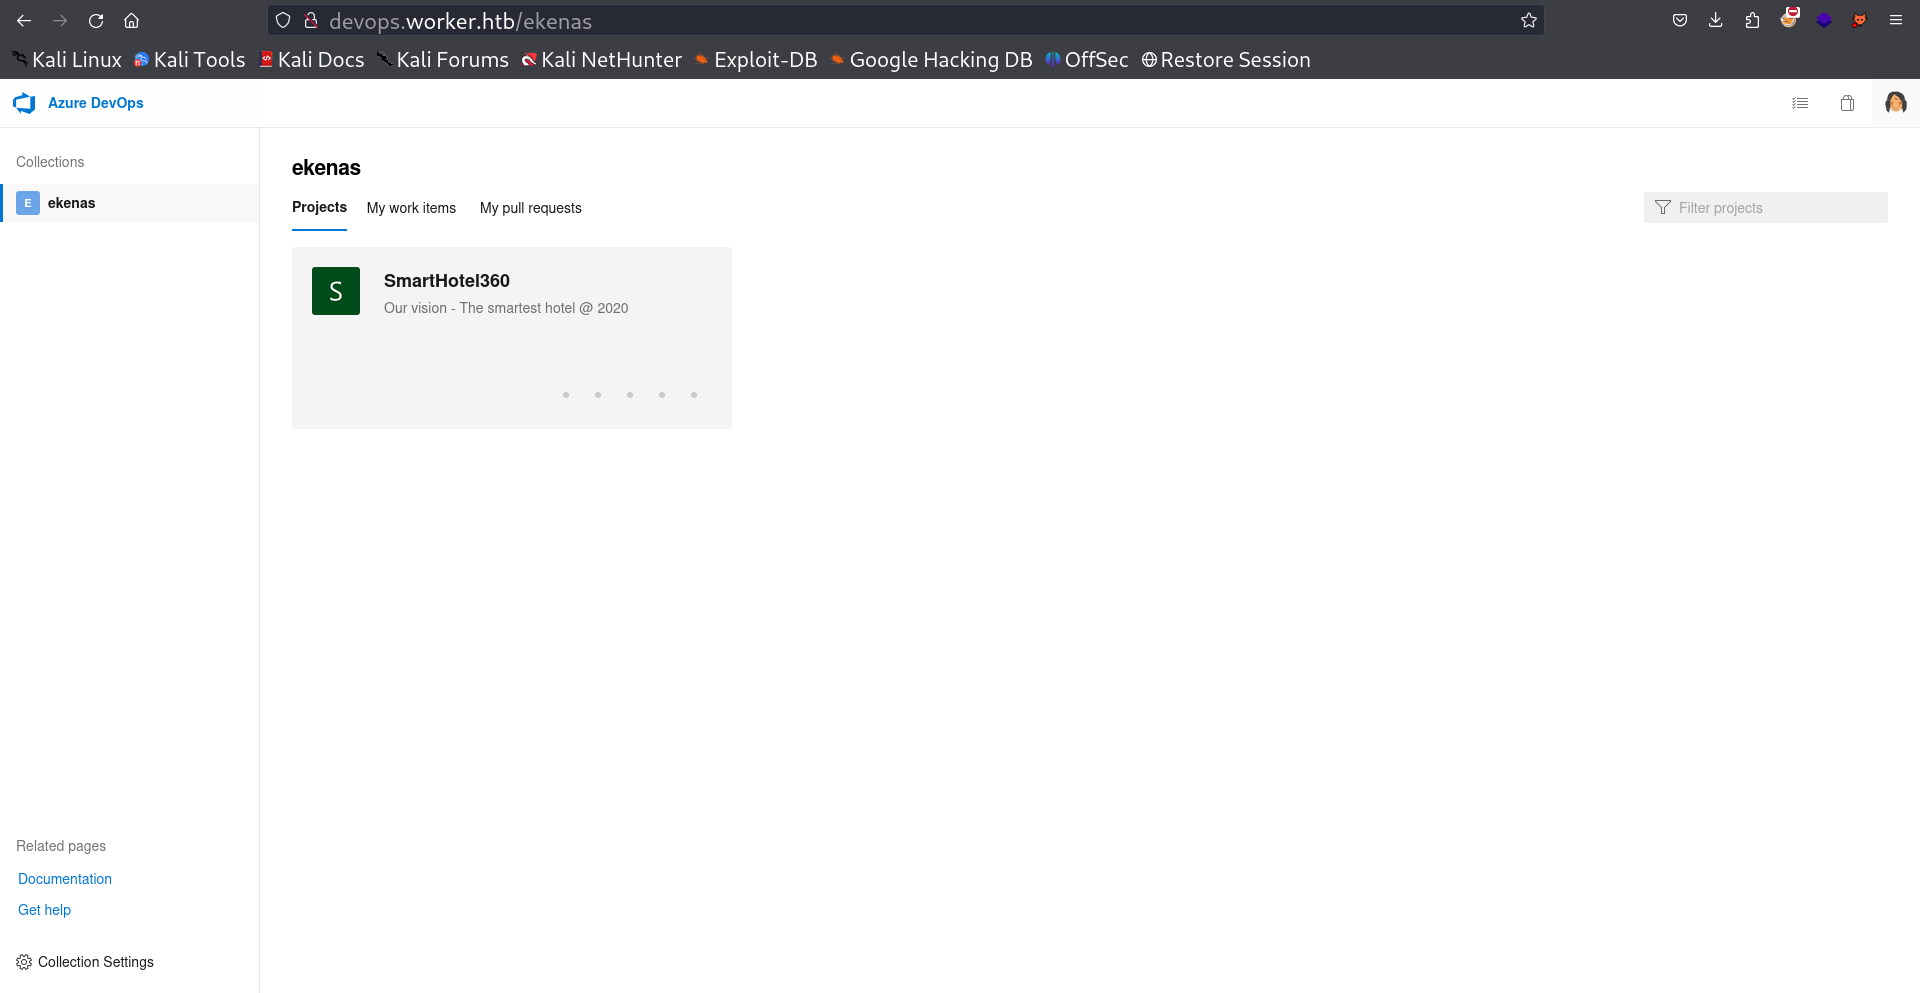 devops.worker.htb/ekenas
Kali Linux Kali Tools Kali Docs Kali Forums Kali NetHunter Exploit-DB Google Hacking DB OffSec Restore Session
Azure DevOps
Collections
E ekenas
ekenas
Projects My work items My pull requests
Filter projects
S
SmartHotel360
Our vision - The smartest hotel @ 2020
Related pages
Documentation
Get help
Collection Settings